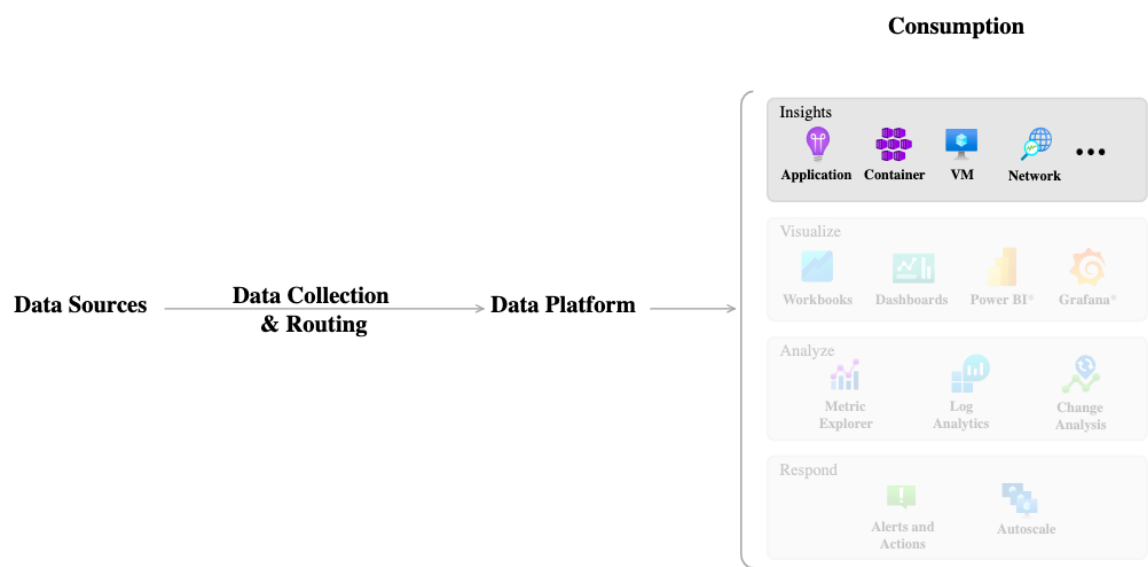 Consumption
Insights
Application Container VM Network
Visualize
Workbooks Dashboards Power BI® Grafana®
Data Sources
Data Collection
& Routing
Data Platform
Analyze
Metric
Explorer
Log
Analytics
Change
Analysis
Respond
Alerts and
Actions
Autoscale